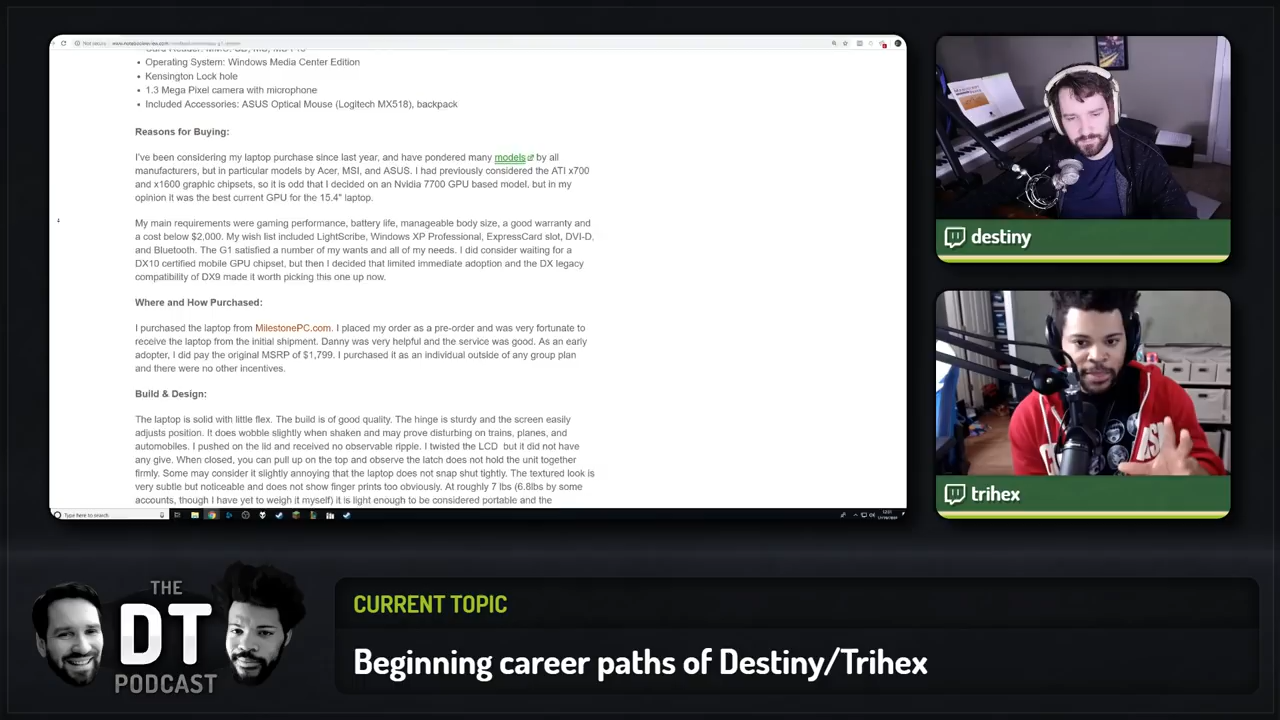 Not secure
Operating System: Windows Media Center Edition
Kensington Lock hole
1.3 Mega Pixel camera with microphone
Included Accessories: ASUS Optical Mouse (Logitech MX518), backpack
Reasons for Buying:
I've been considering my laptop purchase since last year, and have pondered many models by all
manufacturers, but in particular models by Acer, MSI, and ASUS. I had previously considered the ATI x700
and x1600 graphic chipsets, so it is odd that I decided on an Nvidia 7700 GPU based model, but in my
opinion it was the best current GPU for the 15.4" laptop.
My main requirements were gaming performance, battery life, manageable body size, a good warranty and
a cost below $2,000. My wish list included LightScribe, Windows XP Professional, ExpressCard slot, DVI-D,
and Bluetooth. The G1 satisfied a number of my wants and all of my needs. I did consider waiting for a
DX10 certified mobile GPU chipset, but then I decided that limited immediate adoption and the DX legacy
compatibility of DX9 made it worth picking this one up now.
Where and How Purchased:
I purchased the laptop from MilestonePC.com. I placed my order as a pre-order and was very fortunate to
receive the laptop from the initial shipment. Danny was very helpful and the service was good. As an early
adopter, I did pay the original MSRP of $1,799. I purchased it as an individual outside of any group plan
and there were no other incentives.
Build & Design:
The laptop is solid with little flex. The build is of good quality. The hinge is sturdy and the screen easily
adjusts position. It does wobble slightly when shaken and may prove disturbing on trains, planes, and
automobiles. I pushed on the lid and received no observable ripple. I twisted the LCD but it did not have
any give. When closed, you can pull up on the top and observe the latch does not hold the unit together
firmly. Some may consider it slightly annoying that the laptop does not snap shut tightly. The textured look is
very subtle but noticeable and does not show finger prints too obviously. At roughly 7 lbs (6.8lbs by some
accounts, though I have yet to weigh it myself) it is light enough to be considered portable and the
Type here to search
destiny
trihex
THE
DT
PODCAST
CURRENT TOPIC
Beginning career paths of Destiny/Trihex